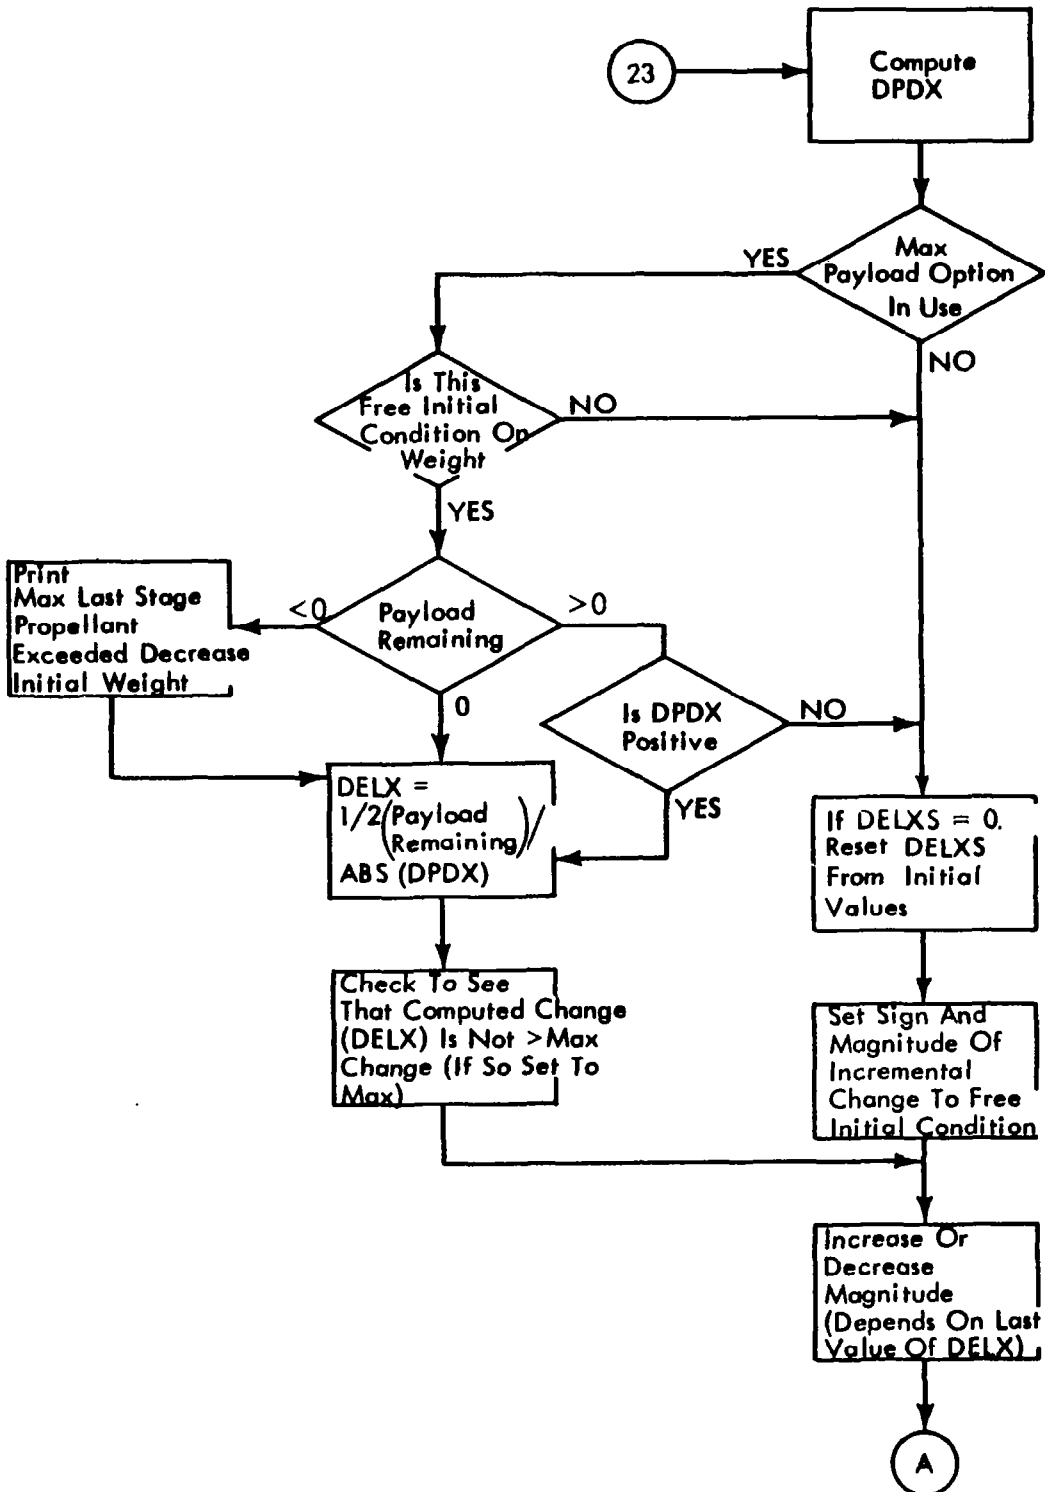 23
Compute
DPDX
Max
Payload Option
In Use
YES
NO
Is This
Free Initial
Condition On
Weight
NO
YES
Print
Max Last Stage
Propellant
Exceeded Decrease
Initial Weight
<0
Payload
Remaining
>0
0
Is DPDX
Positive
NO
YES
DELX =
1/2(Payload
Remaining)/
ABS (DPDX)
If DELXS = 0.
Reset DELXS
From Initial
Values
Check To See
That Computed Change
(DELX) Is Not >Max
Change (If So Set To
Max)
Set Sign And
Magnitude Of
Incremental
Change To Free
Initial Condition
Increase Or
Decrease
Magnitude
(Depends On Last
Value Of DELX)
A